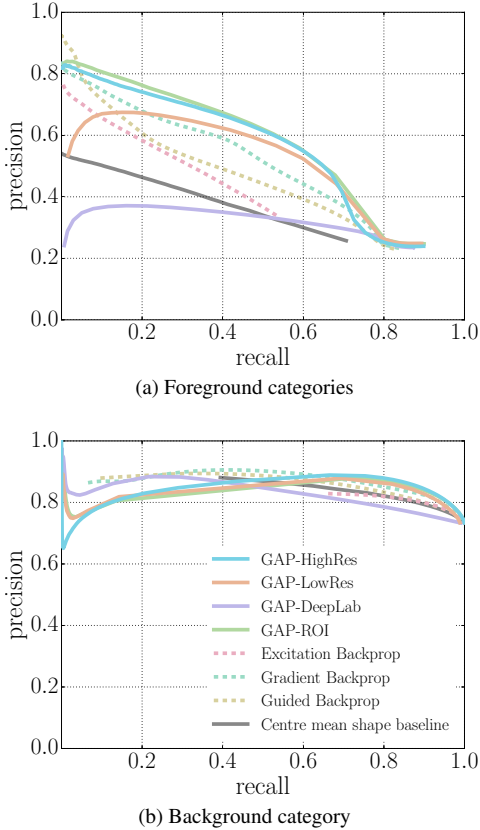 1.0
0.8
0.6
0.4
0.2
0.0
precision
0.2 0.4 0.6 0.8 1.0
recall
(a) Foreground categories
1.0
0.8
0.6
0.4
0.2
0.0
precision
GAP-HighRes
GAP-LowRes
GAP-DeepLab
GAP-ROI
Excitation Backprop
Gradient Backprop
Guided Backprop
Centre mean shape baseline
0.2 0.4 0.6 0.8 1.0
recall
(b) Background category